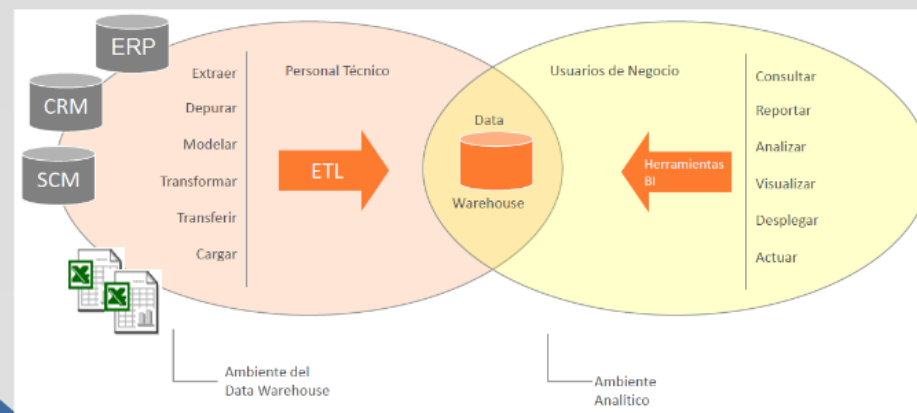 ERP
CRM
SCM
Extraer
Depurar
Modelar
Transformar
Transferir
Cargar
Personal Técnico
ETL
Data
Warehouse
Usuarios de Negocio
Herramientas
BI
Consultar
Reportar
Analizar
Visualizar
Desplegar
Actuar
Ambiente del
Data Warehouse
Ambiente
Analítico